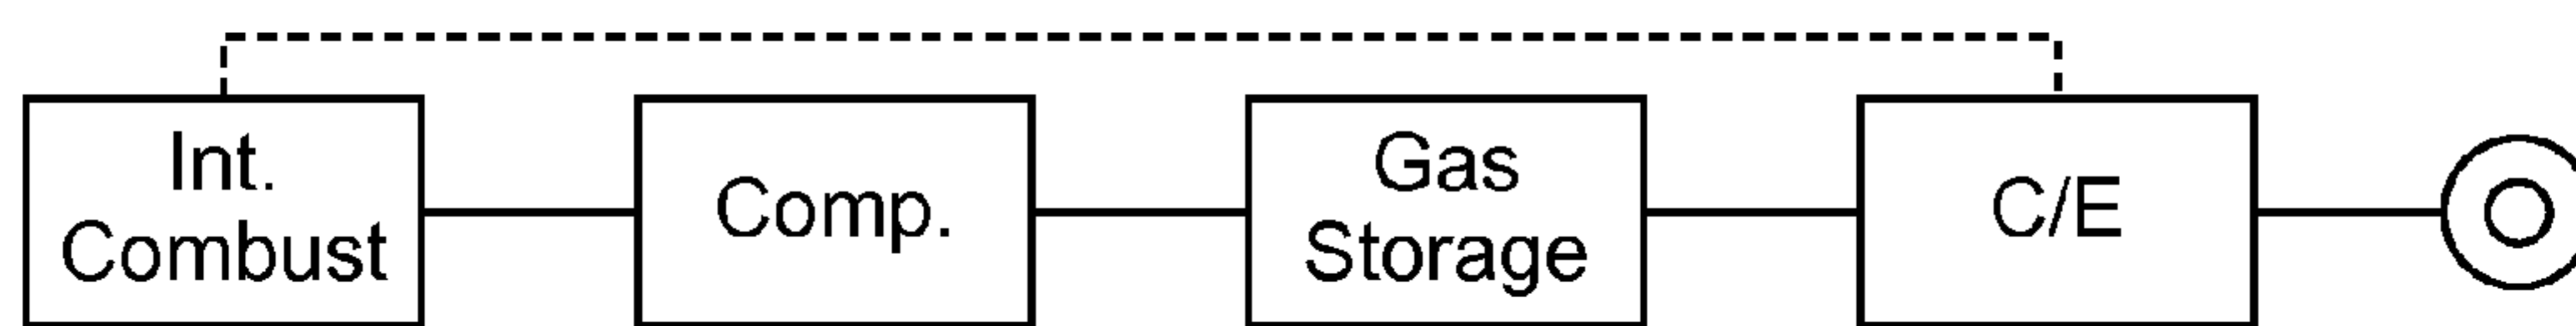 Int.
Combust
Comp.
Gas
Storage
C/E